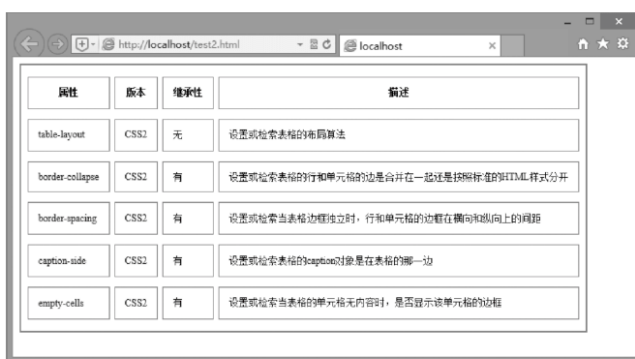 http://localhost/test2.html localhost
属性 版本 继承性 描述
table-layout CSS2 无 设置或检索表格的布局算法
border-collapse CSS2 有 设置或检索表格的行和单元格的边是合并在一起还是按照标准的HTML样式分开
border-spacing CSS2 有 设置或检索当表格边框独立时，行和单元格的边框在横向和纵向上的间距
caption-side CSS2 有 设置或检索表格的caption对象是在表格的那一边
empty-cells CSS2 有 设置或检索当表格的单元格无内容时，是否显示该单元格的边框